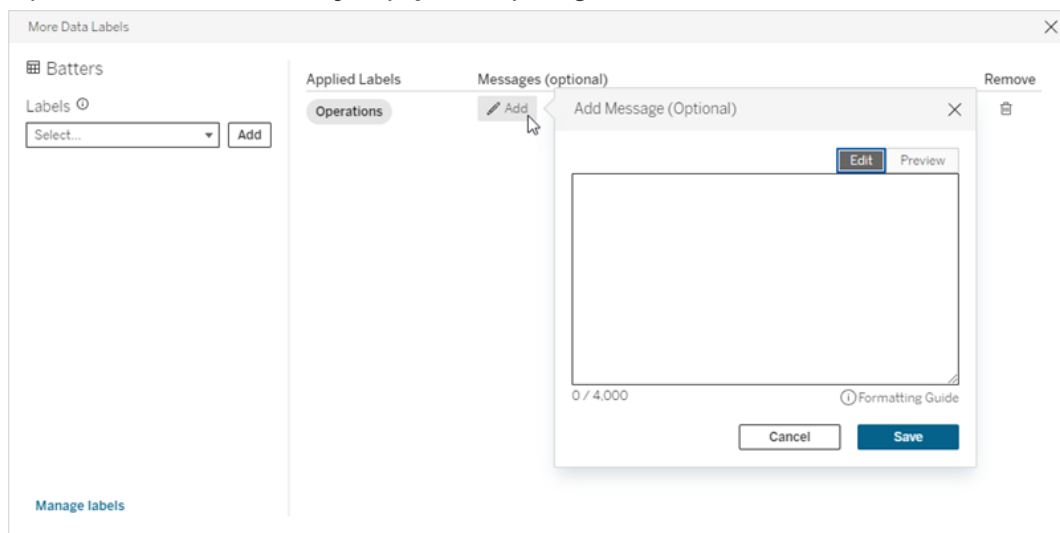 More Data Labels
Batters
Labels
Select...
Add
Manage labels
Applied Labels
Messages (optional)
Remove
Operations
Add
Add Message (Optional)
Edit
Preview
0 / 4,000
Formatting Guide
Cancel
Save